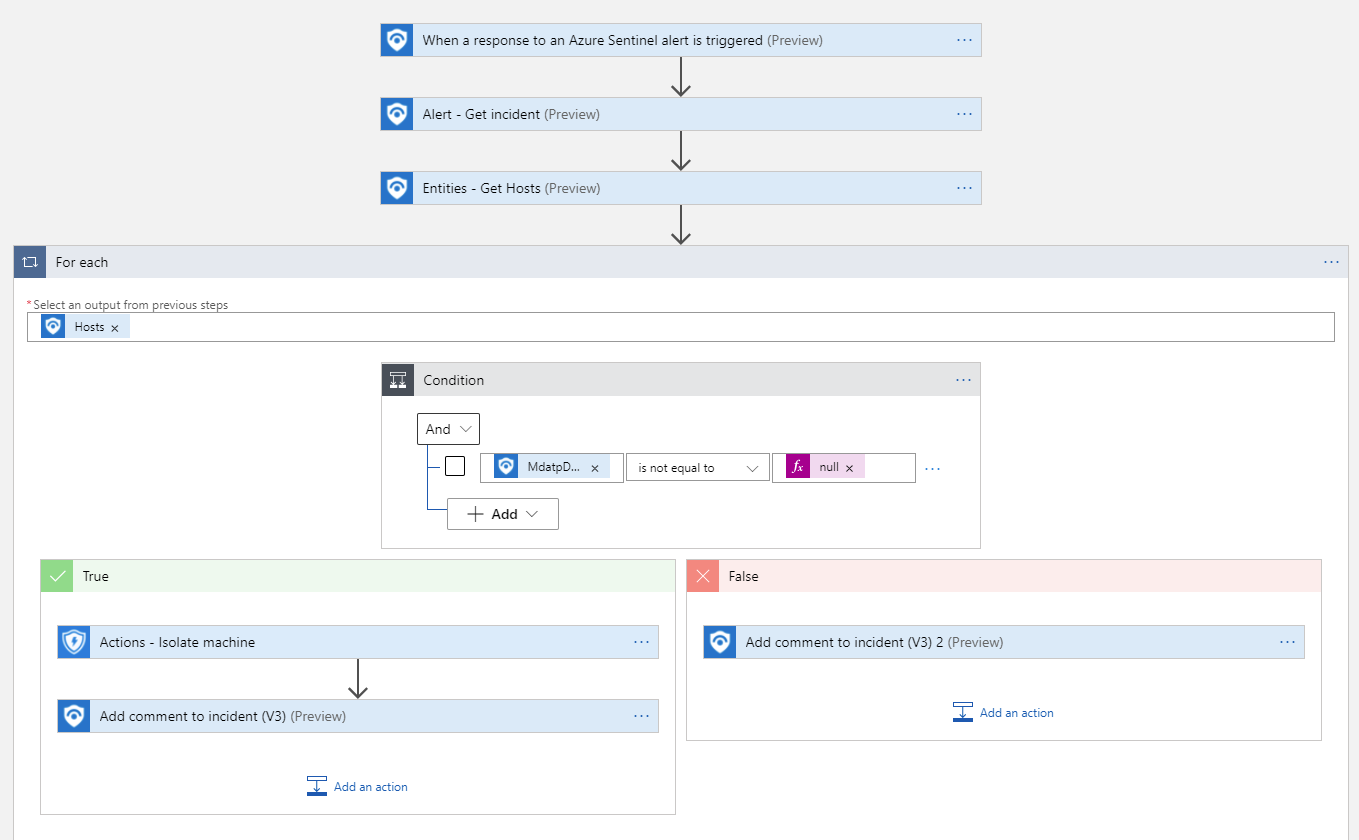 When a response to an Azure Sentinel alert is triggered (Preview)
Alert - Get incident (Preview)
Entities - Get Hosts (Preview)
For each
* Select an output from previous steps
Hosts ×
Condition
And
MdatpD... × is not equal to fx null ×
+ Add
True
Actions - Isolate machine
Add comment to incident (V3) (Preview)
Add an action
False
Add comment to incident (V3) 2 (Preview)
Add an action